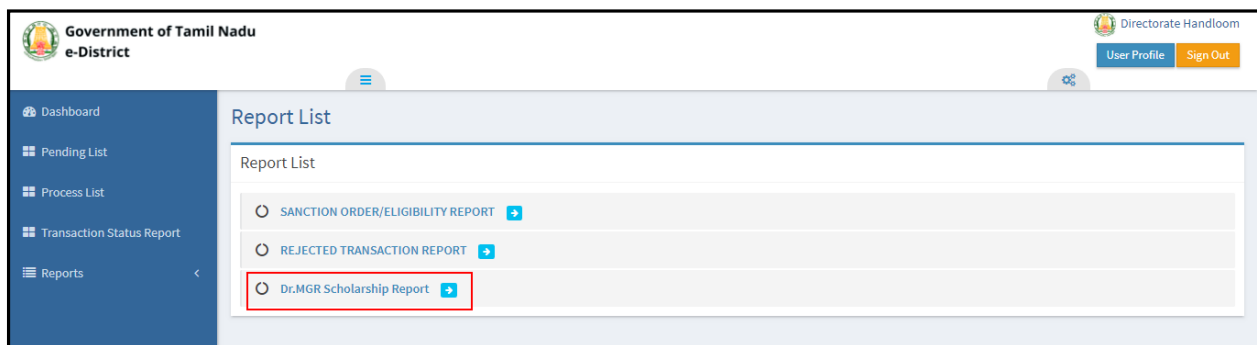 Government of Tamil Nadu
e-District
Directorate Handloom
User Profile
Sign Out
Dashboard
Pending List
Process List
Transaction Status Report
Reports
Report List
Report List
SANCTION ORDER/ELIGIBILITY REPORT
REJECTED TRANSACTION REPORT
Dr.MGR Scholarship Report